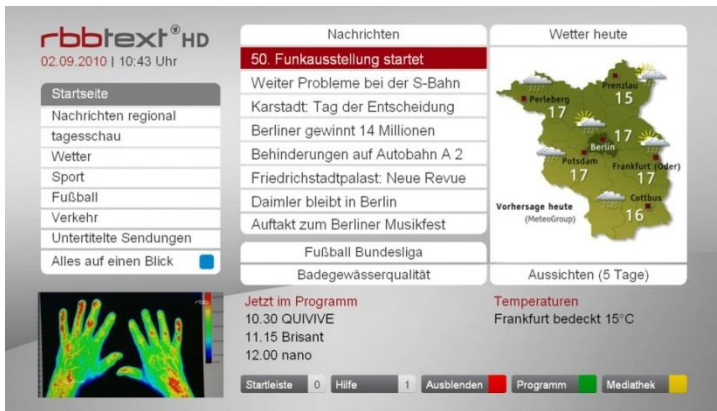 rbbtext HD
02.09.2010 | 10:43 Uhr
Startseite
Nachrichten regional
tagesschau
Wetter
Sport
Fußball
Verkehr
Untertitelte Sendungen
Alles auf einen Blick
Nachrichten
50. Funkausstellung startet
Weiter Probleme bei der S-Bahn
Karstadt: Tag der Entscheidung
Berliner gewinnt 14 Millionen
Behinderungen auf Autobahn A 2
Friedrichstadtpalast: Neue Revue
Daimler bleibt in Berlin
Auftakt zum Berliner Musikfest
Fußball Bundesliga
Badegewässerqualität
Wetter heute
Prenzlau
15
Perleberg
17
17
Berlin
Potsdam
17
Frankfurt (Oder)
17
Cottbus
16
Vorhersage heute
(MeteoGroup)
Aussichten (5 Tage)
Jetzt im Programm
10.30 QUIVIVE
11.15 Brisant
12.00 nano
Temperaturen
Frankfurt bedeckt 15°C
Startleiste 0 Hilfe 1 Ausblenden Programm Mediathek